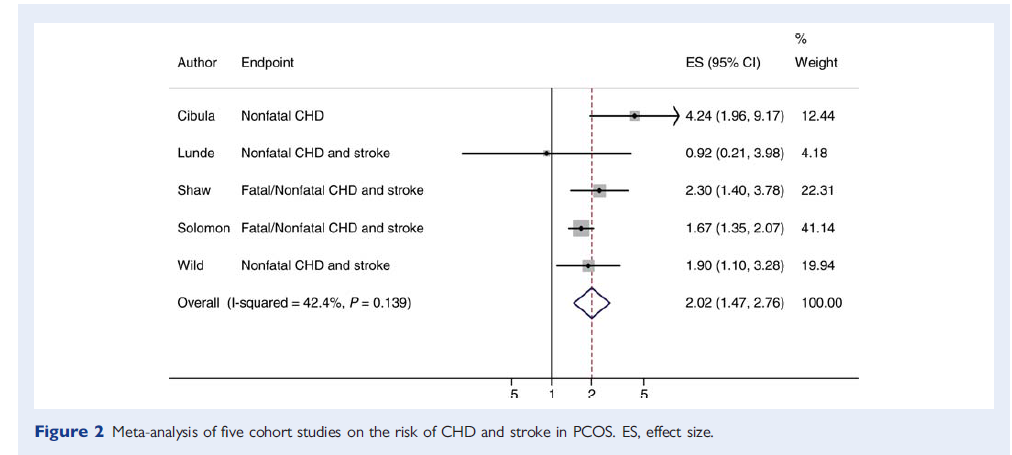 %
Author Endpoint ES (95% CI) Weight
Cibula Nonfatal CHD 4.24 (1.96, 9.17) 12.44
Lunde Nonfatal CHD and stroke 0.92 (0.21, 3.98) 4.18
Shaw Fatal/Nonfatal CHD and stroke 2.30 (1.40, 3.78) 22.31
Solomon Fatal/Nonfatal CHD and stroke 1.67 (1.35, 2.07) 41.14
Wild Nonfatal CHD and stroke 1.90 (1.10, 3.28) 19.94
Overall (I-squared = 42.4%, P = 0.139) 2.02 (1.47, 2.76) 100.00
.5 1 2 5
Figure 2 Meta-analysis of five cohort studies on the risk of CHD and stroke in PCOS. ES, effect size.